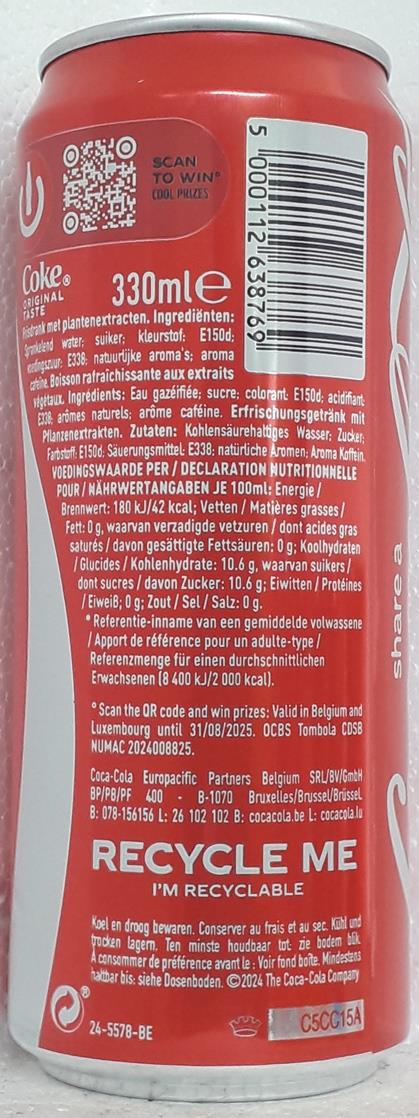 SCAN
TO WIN°
COOL PRIZES
5 000112 638769
Coke®
ORIGINAL
TASTE
330ml e
Frisdrank met plantenextracten. Ingrediënten:
Sprankelend water; suiker; kleurstof: E150d;
voedingszuur: E338; natuurlijke aroma's; aroma
cafeïne. Boisson rafraîchissante aux extraits
végétaux. Ingrédients: Eau gazéifiée; sucre; colorant: E150d; acidifiant:
E338; arômes naturels; arôme caféine. Erfrischungsgetränk mit
Pflanzenextrakten. Zutaten: Kohlensäurehaltiges Wasser; Zucker;
Farbstoff: E150d; Säuerungsmittel: E338; natürliche Aromen; Aroma Koffein.
VOEDINGSWAARDE PER / DECLARATION NUTRITIONNELLE
POUR / NÄHRWERTANGABEN JE 100ml: Energie /
Brennwert: 180 kJ/42 kcal; Vetten / Matières grasses /
Fett: 0 g, waarvan verzadigde vetzuren / dont acides gras
saturés / davon gesättigte Fettsäuren: 0 g; Koolhydraten
/ Glucides / Kohlenhydrate: 10.6 g, waarvan suikers /
dont sucres / davon Zucker: 10.6 g; Eiwitten / Protéines
/ Eiweiß; 0 g; Zout / Sel / Salz: 0 g.
* Referentie-inname van een gemiddelde volwassene
/ Apport de référence pour un adulte-type /
Referenzmenge für einen durchschnittlichen
Erwachsenen (8 400 kJ/2 000 kcal).
° Scan the QR code and win prizes: Valid in Belgium and
Luxembourg until 31/08/2025. OCBS Tombola CDSB
NUMAC 2024008825.
Coca-Cola Europacific Partners Belgium SRL/BV/GmbH
BP/PB/PF 400 - B-1070 Bruxelles/Brussel/Brüssel.
B: 078-156156 L: 26 102 102 B: cocacola.be L: cocacola.lu
RECYCLE ME
I'M RECYCLABLE
Koel en droog bewaren. Conserver au frais et au sec. Kühl und
trocken lagern. Ten minste houdbaar tot: zie bodem blik.
À consommer de préférence avant le : Voir fond boîte. Mindestens
haltbar bis: siehe Dosenboden. ©2024 The Coca-Cola Company
®
24-5578-BE
C5CC15A
share a